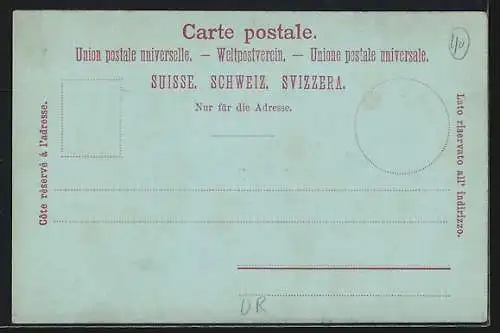 Carte postale.
Union postale universelle. — Weltpostverein. — Unione postale universale.
SUISSE. SCHWEIZ. SVIZZERA.
Nur für die Adresse.
Côte réservé à l'adresse.
Lato riservato all' indirizzo.
UR